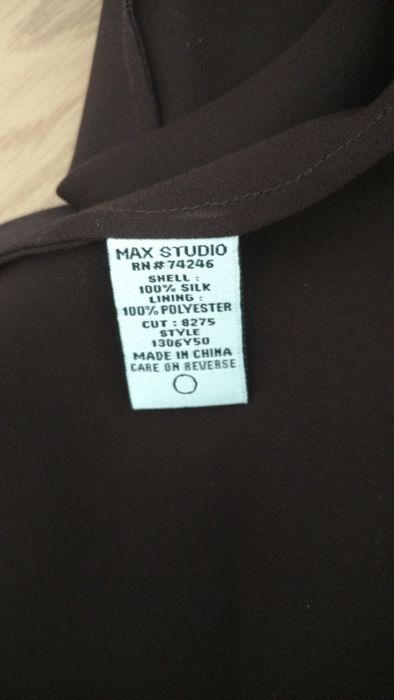 MAX STUDIO
RN#74246
SHELL :
100% SILK
LINING :
100% POLYESTER
CUT : 8275
STYLE
1306Y50
MADE IN CHINA
CARE ON REVERSE